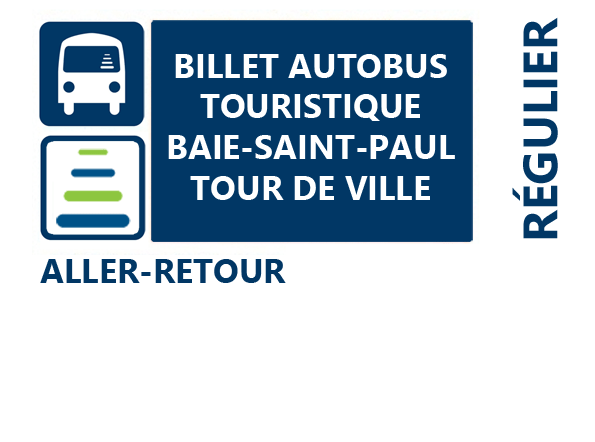 BILLET AUTOBUS
TOURISTIQUE
BAIE-SAINT-PAUL
TOUR DE VILLE
RÉGULIER
ALLER-RETOUR